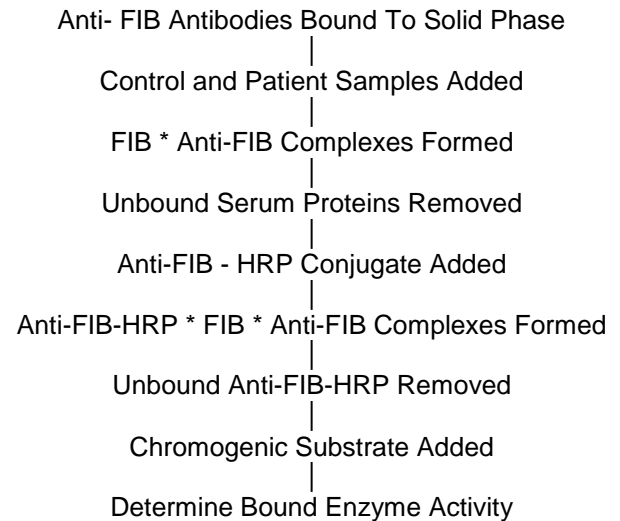 Anti- FIB Antibodies Bound To Solid Phase
Control and Patient Samples Added
FIB * Anti-FIB Complexes Formed
Unbound Serum Proteins Removed
Anti-FIB - HRP Conjugate Added
Anti-FIB-HRP * FIB * Anti-FIB Complexes Formed
Unbound Anti-FIB-HRP Removed
Chromogenic Substrate Added
Determine Bound Enzyme Activity